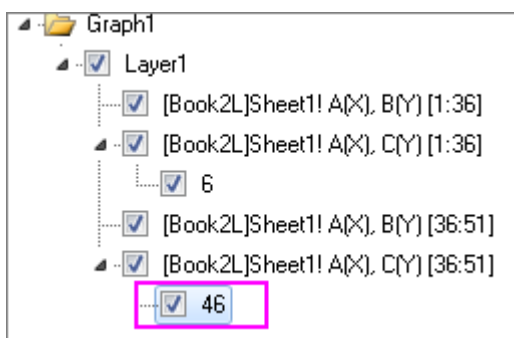 Graph1
Layer1
[Book2L]Sheet1! A(X), B(Y) [1:36]
[Book2L]Sheet1! A(X), C(Y) [1:36]
6
[Book2L]Sheet1! A(X), B(Y) [36:51]
[Book2L]Sheet1! A(X), C(Y) [36:51]
46